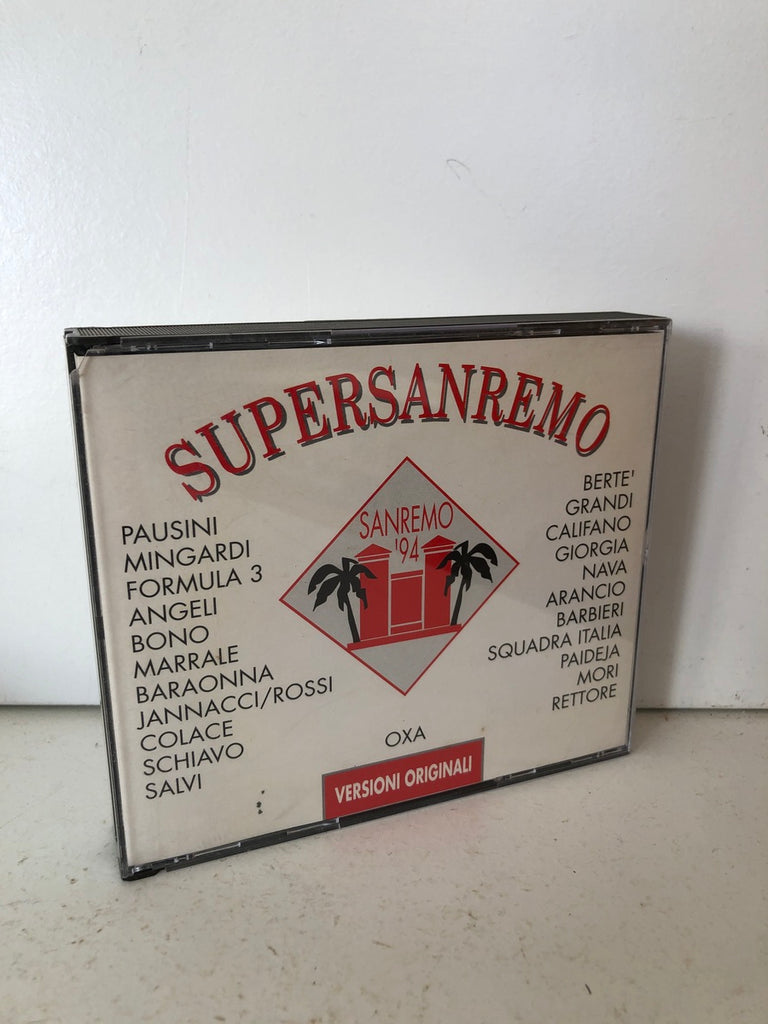 SUPERSANREMO
SANREMO
'94
PAUSINI
MINGARDI
FORMULA 3
ANGELI
BONO
MARRALE
BARAONNA
JANNACCI/ROSSI
COLACE
SCHIAVO
SALVI
BERTE'
GRANDI
CALIFANO
GIORGIA
NAVA
ARANCIO
BARBIERI
SQUADRA ITALIA
PAIDEJA
MORI
RETTORE
OXA
VERSIONI ORIGINALI